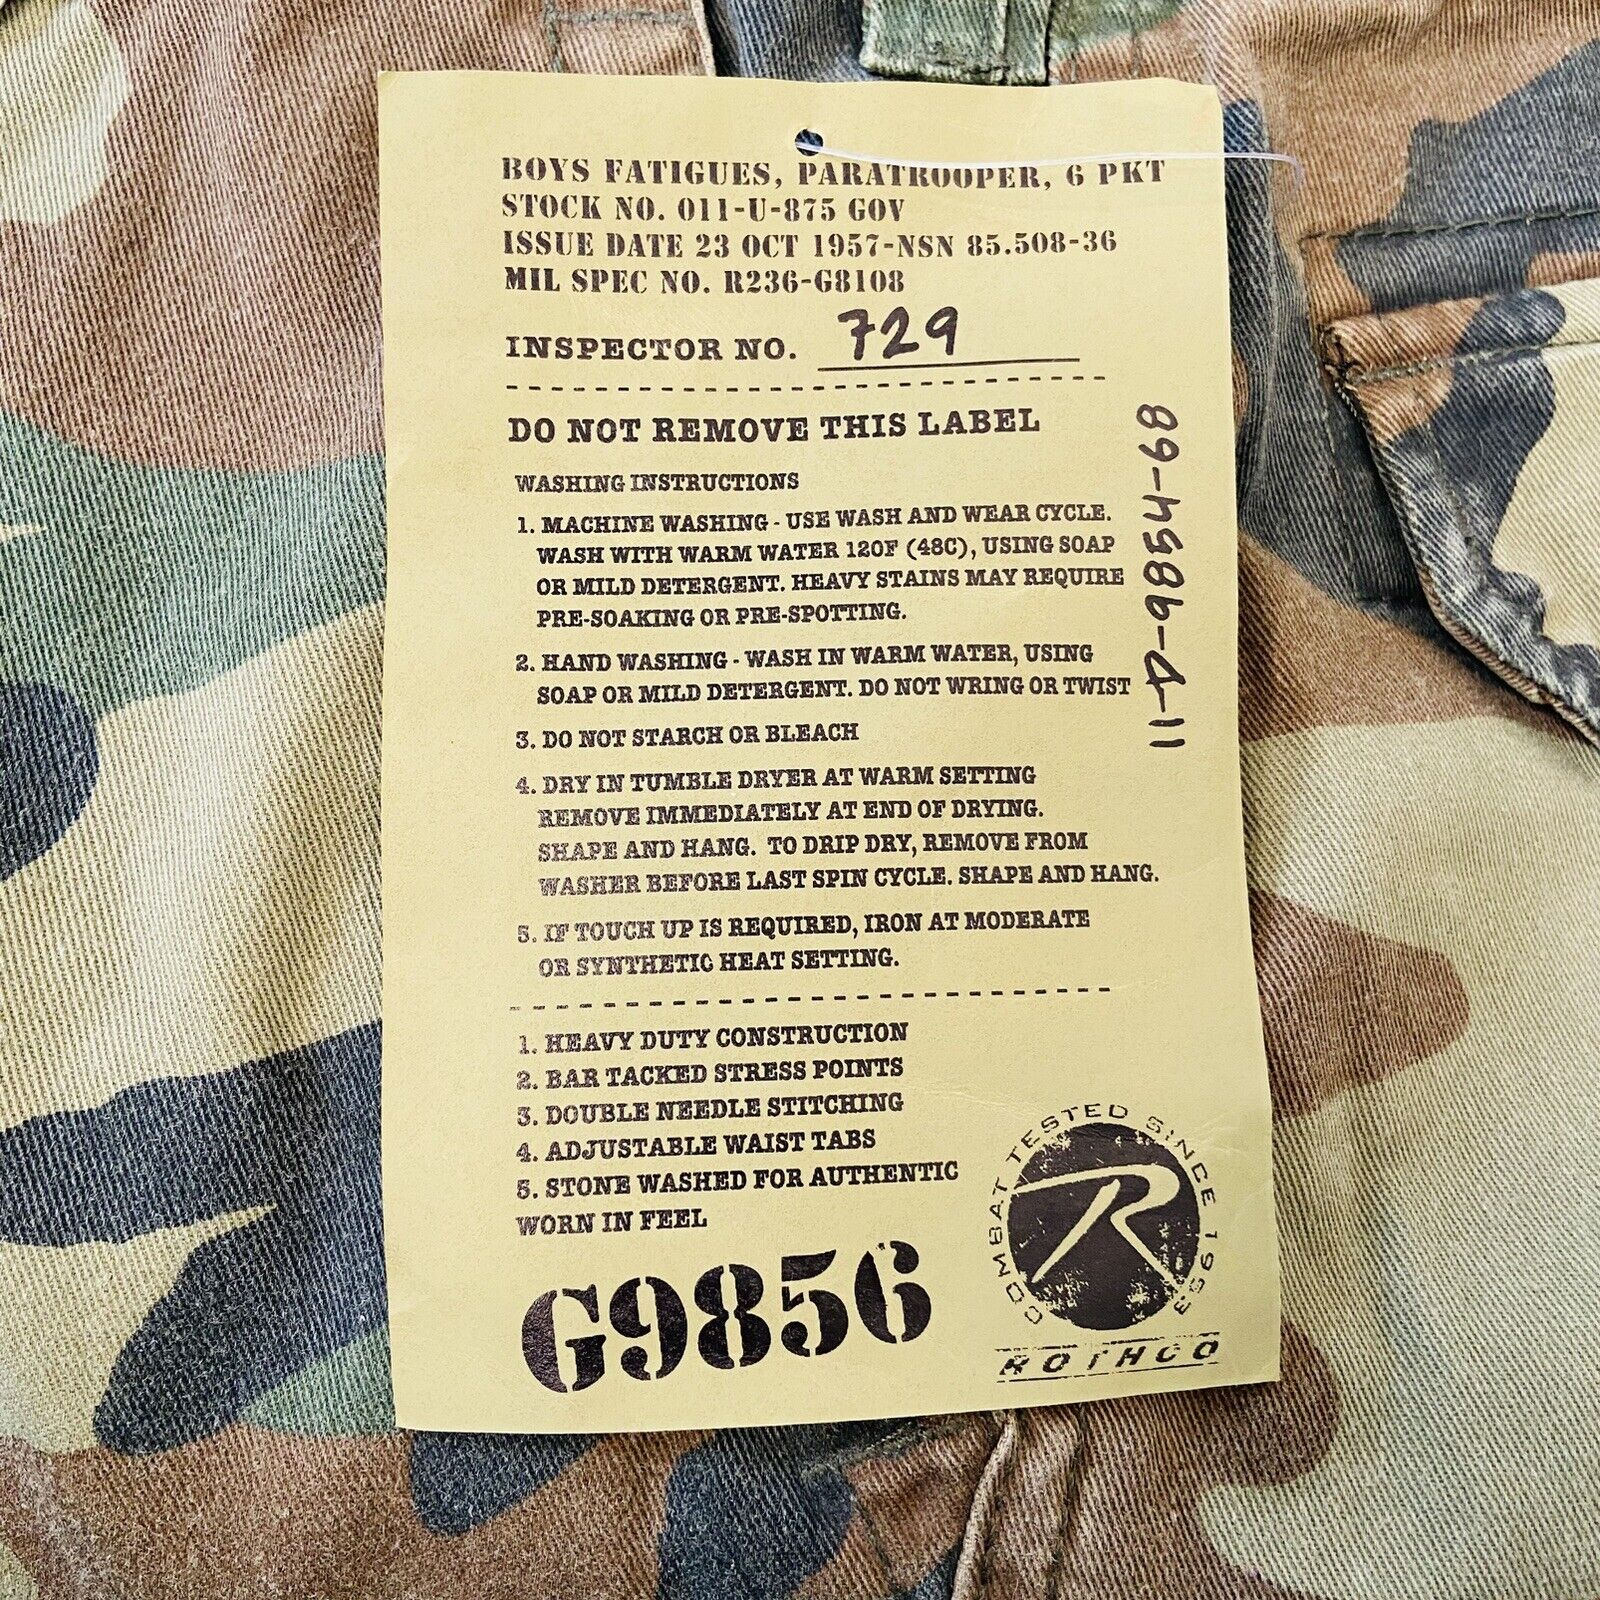 BOYS FATIGUES, PARATROOPER, 6 PKT
STOCK NO. 011-U-875 GOV
ISSUE DATE 23 OCT 1957-NSN 85.508-36
MIL SPEC NO. R236-G8108
INSPECTOR NO. 729
DO NOT REMOVE THIS LABEL
WASHING INSTRUCTIONS
1. MACHINE WASHING - USE WASH AND WEAR CYCLE.
WASH WITH WARM WATER 120F (48C), USING SOAP
OR MILD DETERGENT. HEAVY STAINS MAY REQUIRE
PRE-SOAKING OR PRE-SPOTTING.
2. HAND WASHING - WASH IN WARM WATER, USING
SOAP OR MILD DETERGENT. DO NOT WRING OR TWIST
3. DO NOT STARCH OR BLEACH
4. DRY IN TUMBLE DRYER AT WARM SETTING
REMOVE IMMEDIATELY AT END OF DRYING.
SHAPE AND HANG. TO DRIP DRY, REMOVE FROM
WASHER BEFORE LAST SPIN CYCLE. SHAPE AND HANG.
5. IF TOUCH UP IS REQUIRED, IRON AT MODERATE
OR SYNTHETIC HEAT SETTING.
11-D-9854-68
1. HEAVY DUTY CONSTRUCTION
2. BAR TACKED STRESS POINTS
3. DOUBLE NEEDLE STITCHING
4. ADJUSTABLE WAIST TABS
5. STONE WASHED FOR AUTHENTIC
WORN IN FEEL
G9856
COMBAT TESTED SINCE 1953
R
ROTHCO